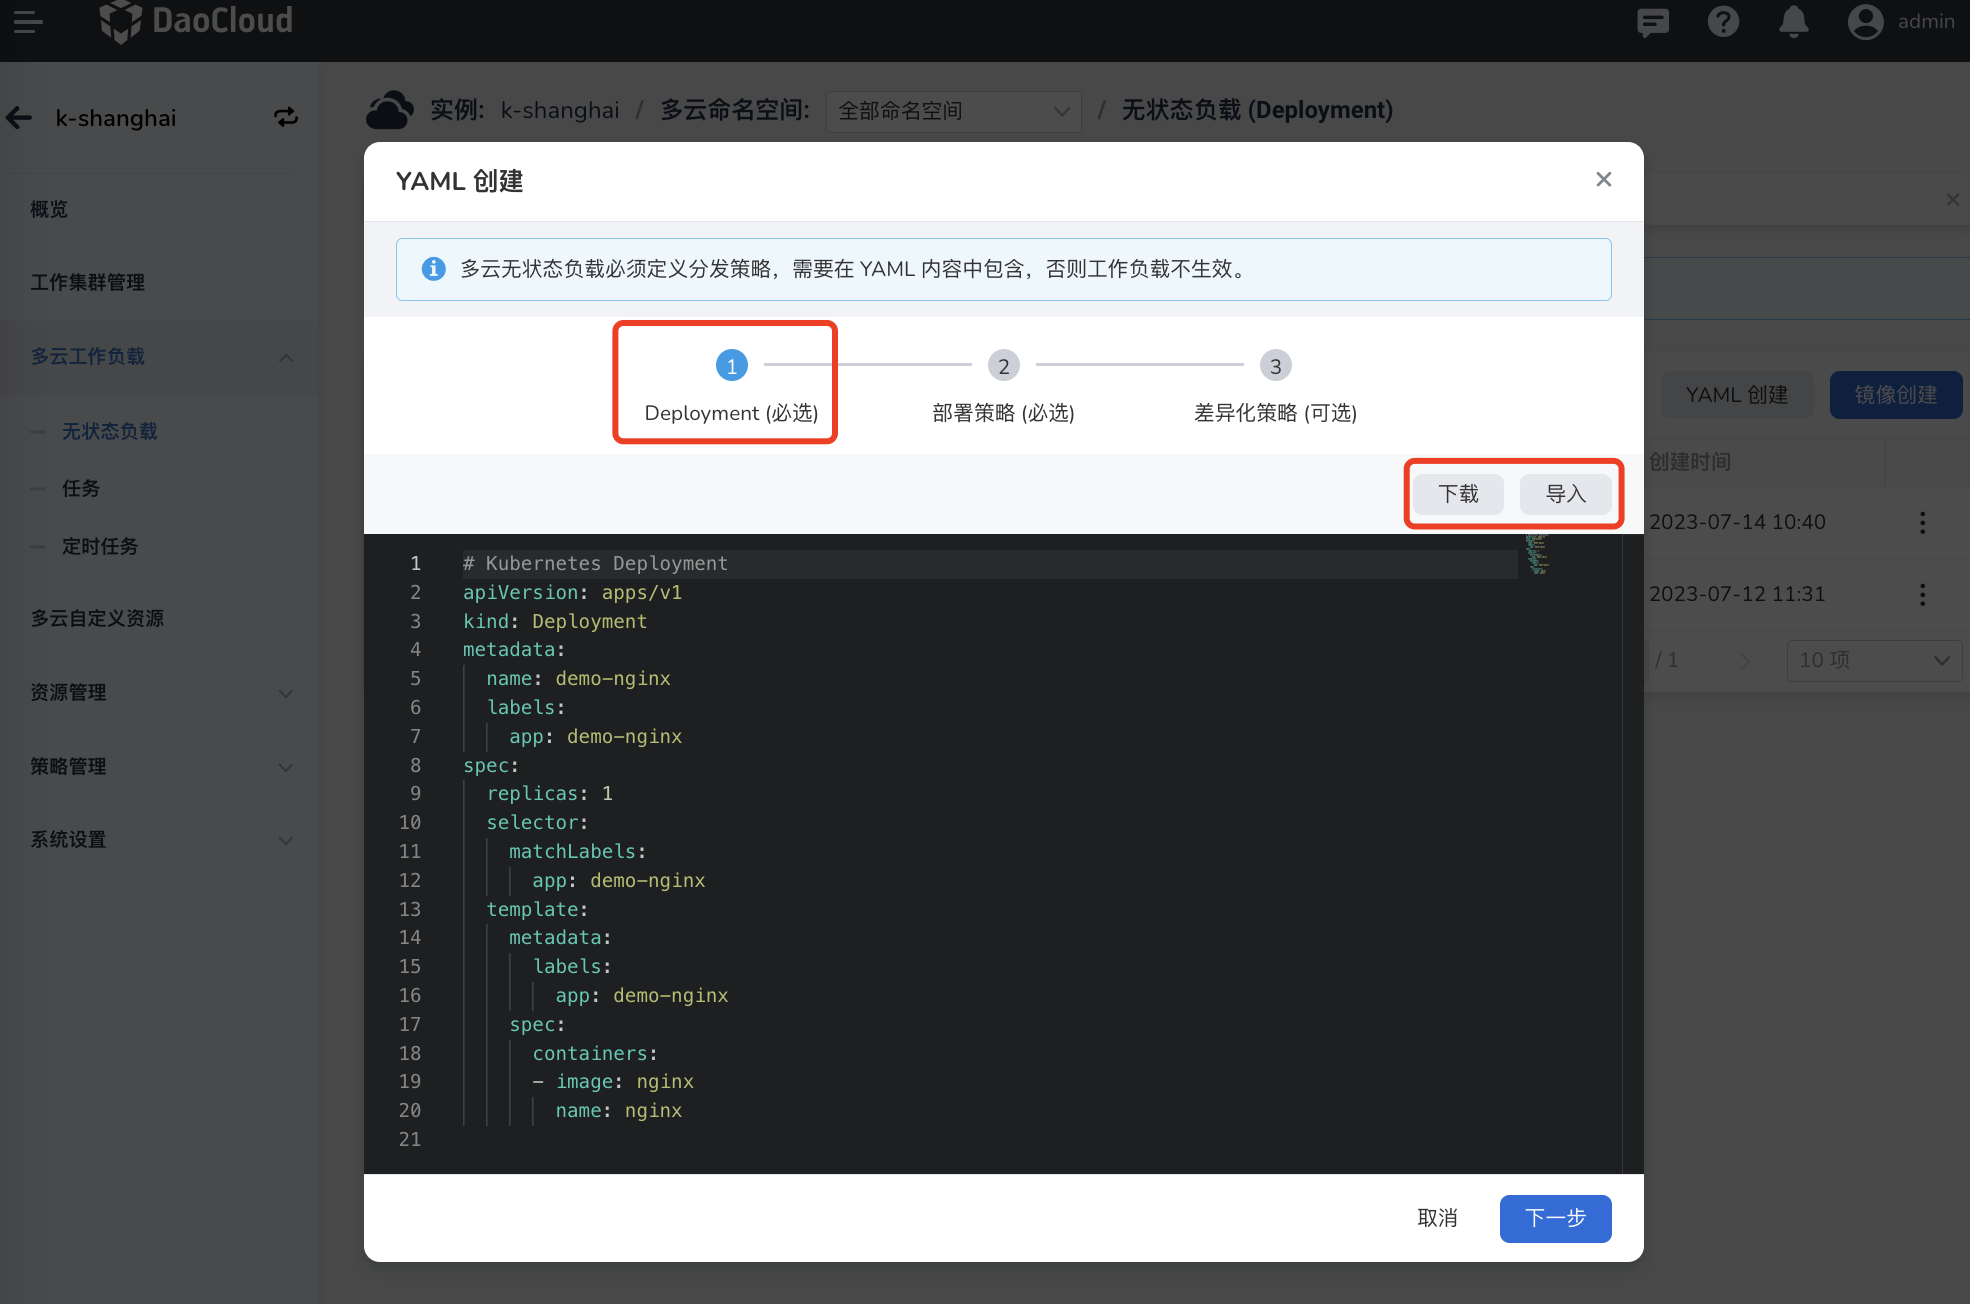 DaoCloud
admin
k-shanghai
实例: k-shanghai / 多云命名空间: 全部命名空间 / 无状态负载 (Deployment)
概览
工作集群管理
多云工作负载
无状态负载
任务
定时任务
多云自定义资源
资源管理
策略管理
系统设置
YAML 创建
多云无状态负载必须定义分发策略，需要在 YAML 内容中包含，否则工作负载不生效。
1 2 3
Deployment (必选) 部署策略 (必选) 差异化策略 (可选)
下载 导入
1 # Kubernetes Deployment
2 apiVersion: apps/v1
3 kind: Deployment
4 metadata:
5   name: demo-nginx
6   labels:
7     app: demo-nginx
8 spec:
9   replicas: 1
10   selector:
11     matchLabels:
12       app: demo-nginx
13   template:
14     metadata:
15       labels:
16         app: demo-nginx
17     spec:
18       containers:
19       - image: nginx
20         name: nginx
21
取消 下一步
YAML 创建 镜像创建
创建时间
2023-07-14 10:40
2023-07-12 11:31
/ 1 10 项